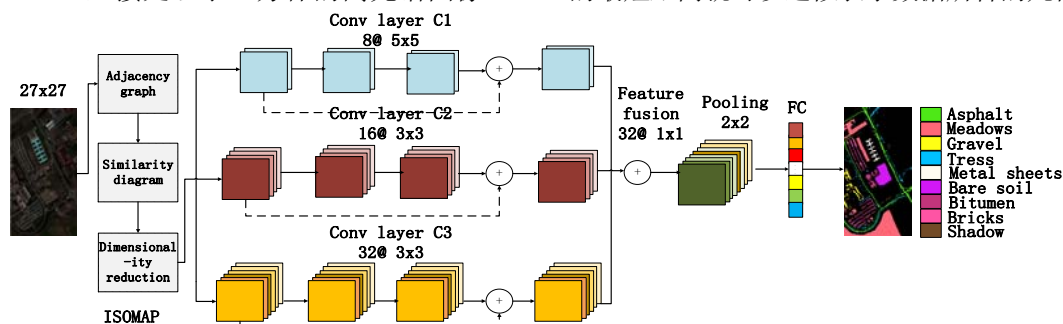 Conv layer C1
8@ 5x5
27x27
Adjacency
graph
Similarity
diagram
Dimensional
-ity
reduction
ISOMAP
Conv layer C2
16@ 3x3
Conv layer C3
32@ 3x3
Feature
fusion
32@ 1x1
Pooling
2x2
FC
Asphalt
Meadows
Gravel
Tress
Metal sheets
Bare soil
Bitumen
Bricks
Shadow